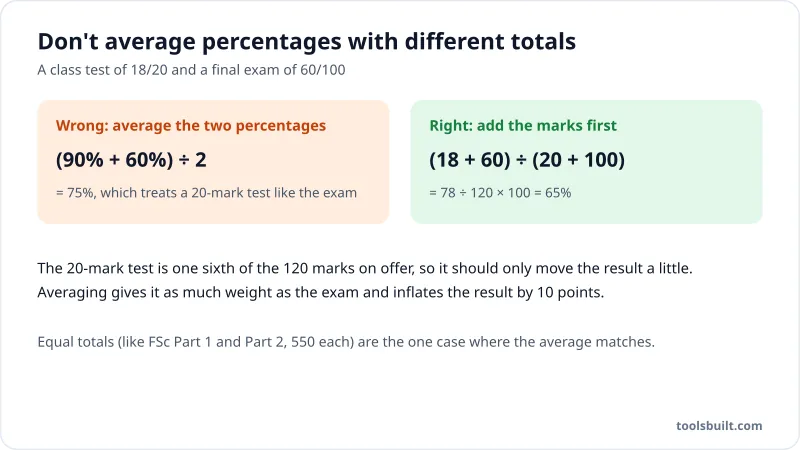 Don't average percentages with different totals
A class test of 18/20 and a final exam of 60/100
Wrong: average the two percentages
(90% + 60%) ÷ 2
= 75%, which treats a 20-mark test like the exam
Right: add the marks first
(18 + 60) ÷ (20 + 100)
= 78 ÷ 120 × 100 = 65%
The 20-mark test is one sixth of the 120 marks on offer, so it should only move the result a little.
Averaging gives it as much weight as the exam and inflates the result by 10 points.
Equal totals (like FSc Part 1 and Part 2, 550 each) are the one case where the average matches.
toolsbuilt.com